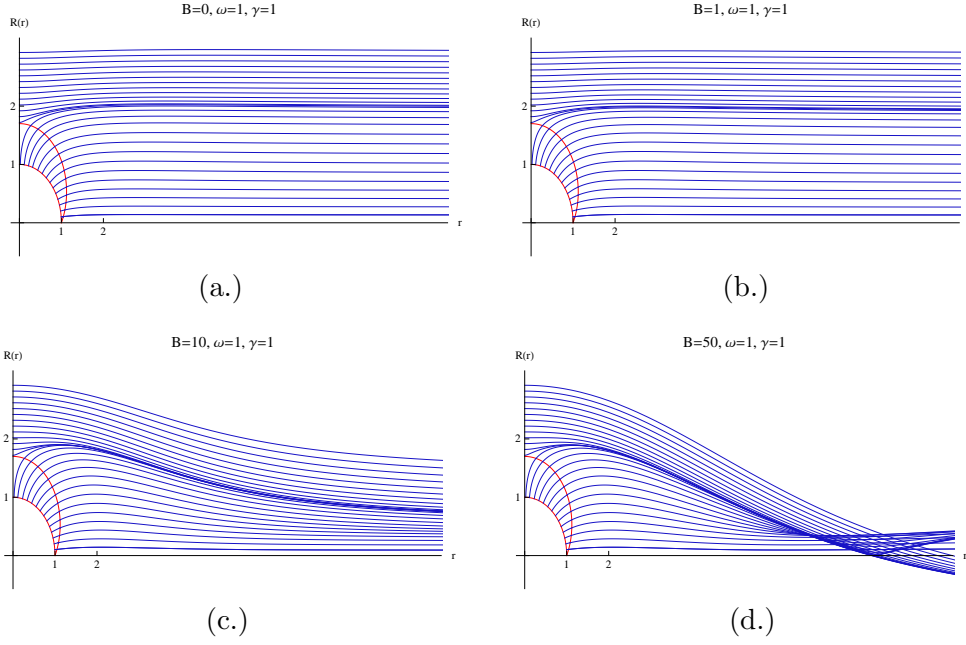 B=0, ω=1, γ=1
R(r)
2
1
1
2
r
(a.)
B=1, ω=1, γ=1
R(r)
2
1
1
2
r
(b.)
B=10, ω=1, γ=1
R(r)
2
1
1
2
r
(c.)
B=50, ω=1, γ=1
R(r)
2
1
1
2
r
(d.)